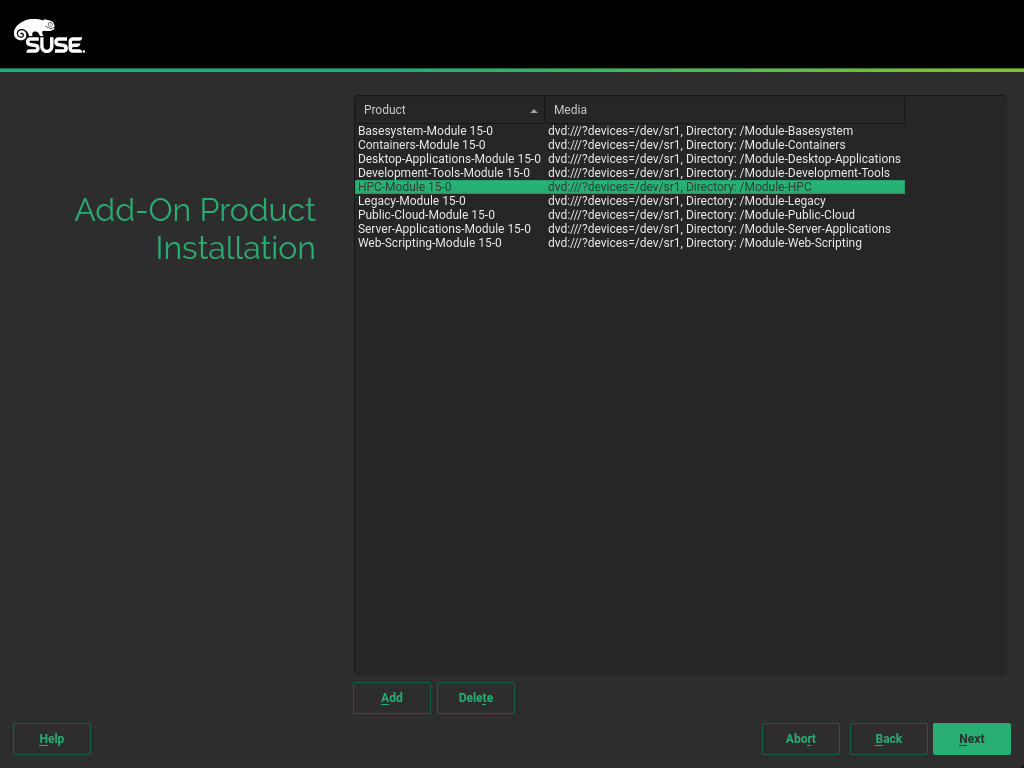 SUSE.
Add-On Product
Installation
Product Media
Basesystem-Module 15-0 dvd:///?devices=/dev/sr1, Directory: /Module-Basesystem
Containers-Module 15-0 dvd:///?devices=/dev/sr1, Directory: /Module-Containers
Desktop-Applications-Module 15-0 dvd:///?devices=/dev/sr1, Directory: /Module-Desktop-Applications
Development-Tools-Module 15-0 dvd:///?devices=/dev/sr1, Directory: /Module-Development-Tools
HPC-Module 15-0 dvd:///?devices=/dev/sr1, Directory: /Module-HPC
Legacy-Module 15-0 dvd:///?devices=/dev/sr1, Directory: /Module-Legacy
Public-Cloud-Module 15-0 dvd:///?devices=/dev/sr1, Directory: /Module-Public-Cloud
Server-Applications-Module 15-0 dvd:///?devices=/dev/sr1, Directory: /Module-Server-Applications
Web-Scripting-Module 15-0 dvd:///?devices=/dev/sr1, Directory: /Module-Web-Scripting
Add Delete
Help Abort Back Next